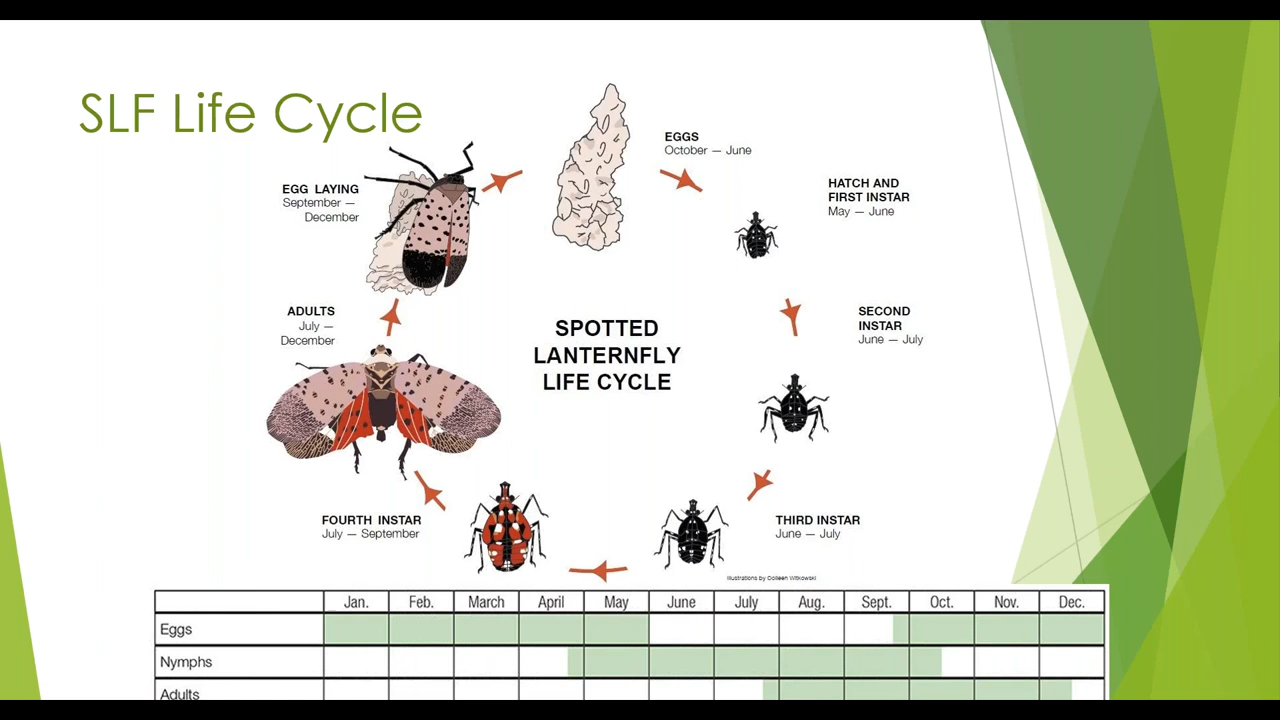 SLF Life Cycle
EGGS
October — June
EGG LAYING
September —
December
HATCH AND
FIRST INSTAR
May — June
ADULTS
July —
December
SECOND
INSTAR
June — July
SPOTTED
LANTERNFLY
LIFE CYCLE
FOURTH INSTAR
July — September
THIRD INSTAR
June — July
Illustrations by Colleen Witkowski
Jan. Feb. March April May June July Aug. Sept. Oct. Nov. Dec.
Eggs
Nymphs
Adults